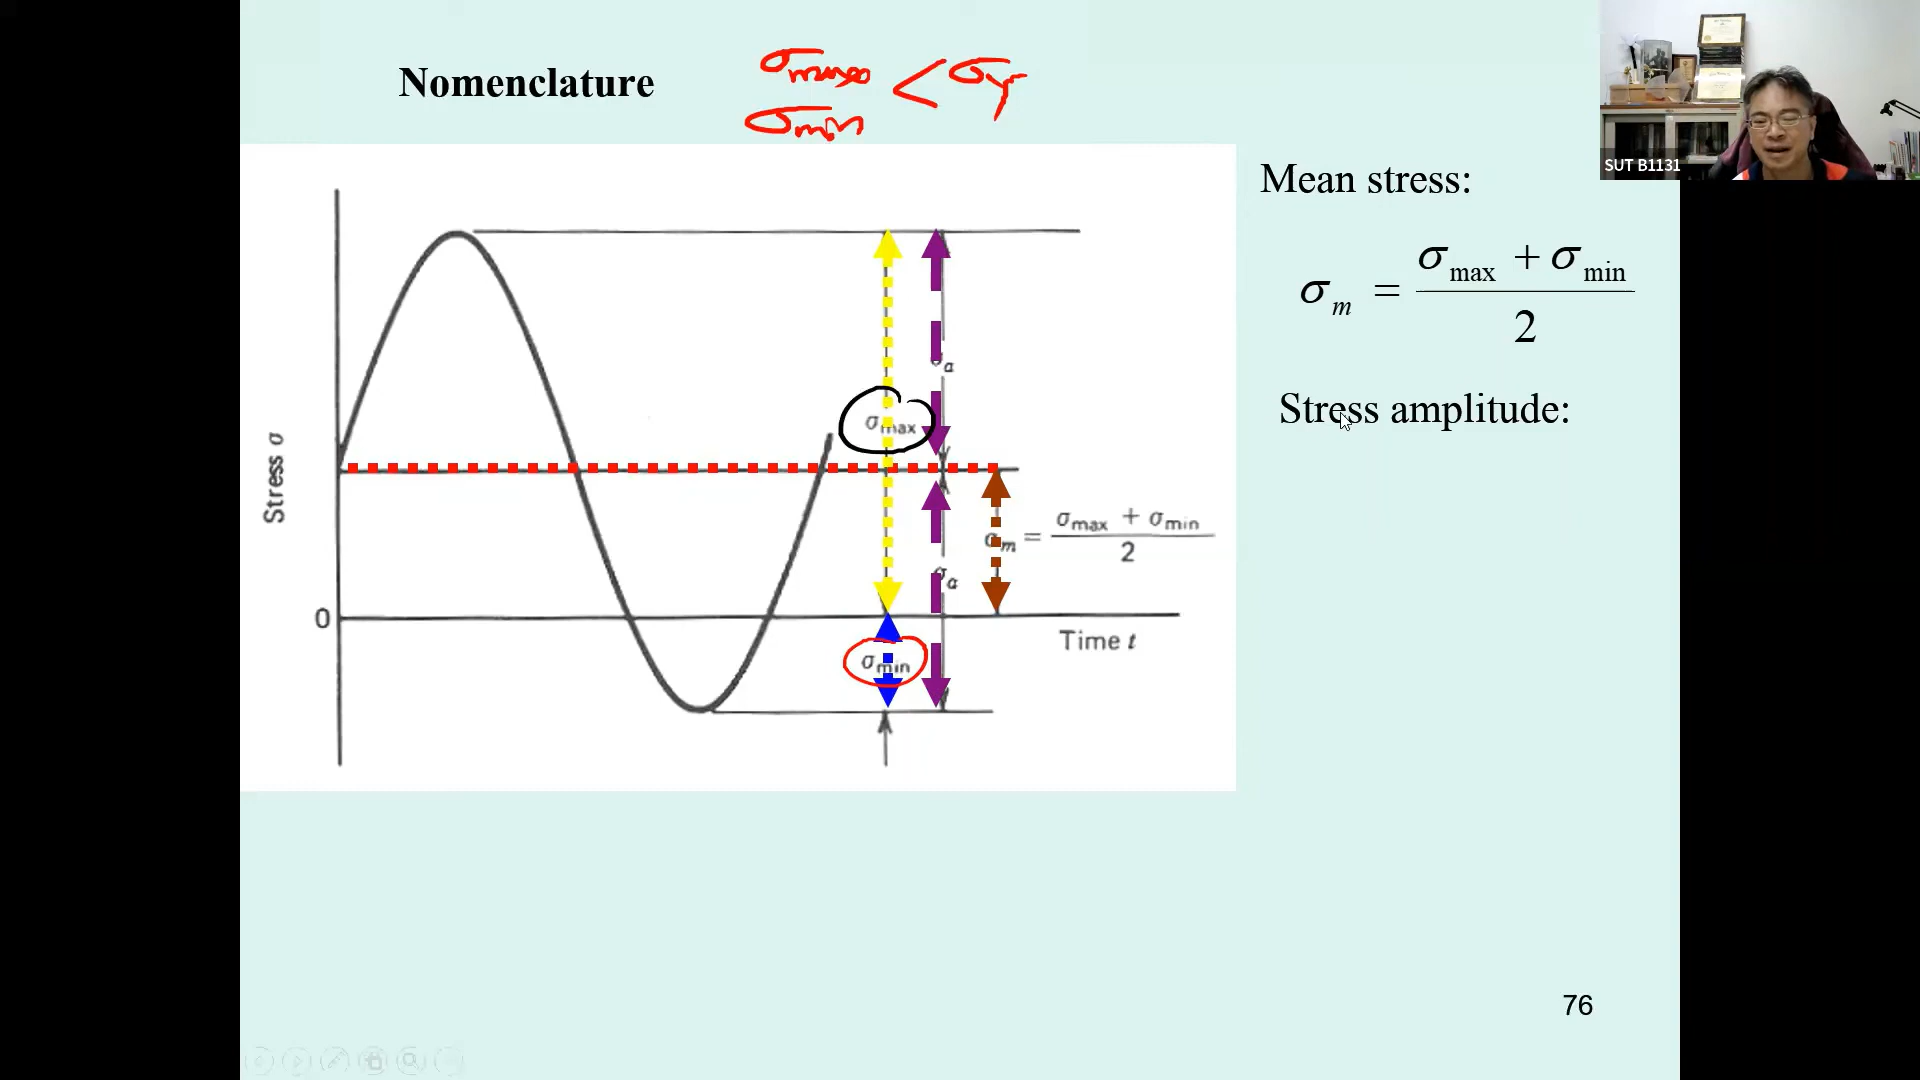 Nomenclature
σmax < σy
σmin
SUT B1131
Mean stress:
σm = (σmax + σmin) / 2
Stress amplitude:
Stress σ
σa
σmax
σm = (σmax + σmin) / 2
σa
0
Time t
σmin
76